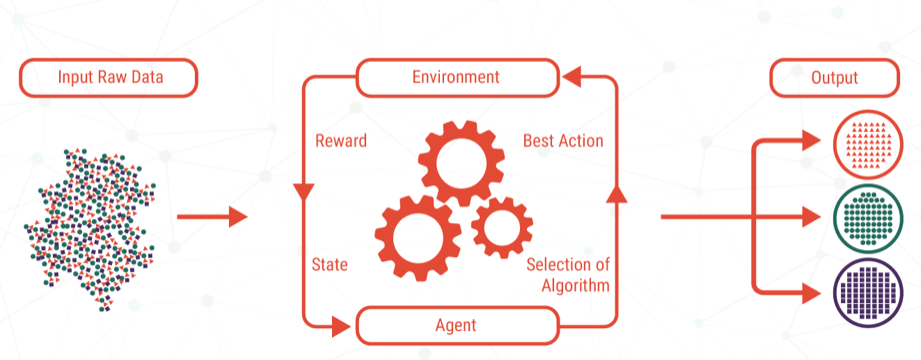 Input Raw Data
Environment
Output
Reward
Best Action
State
Selection of
Algorithm
Agent